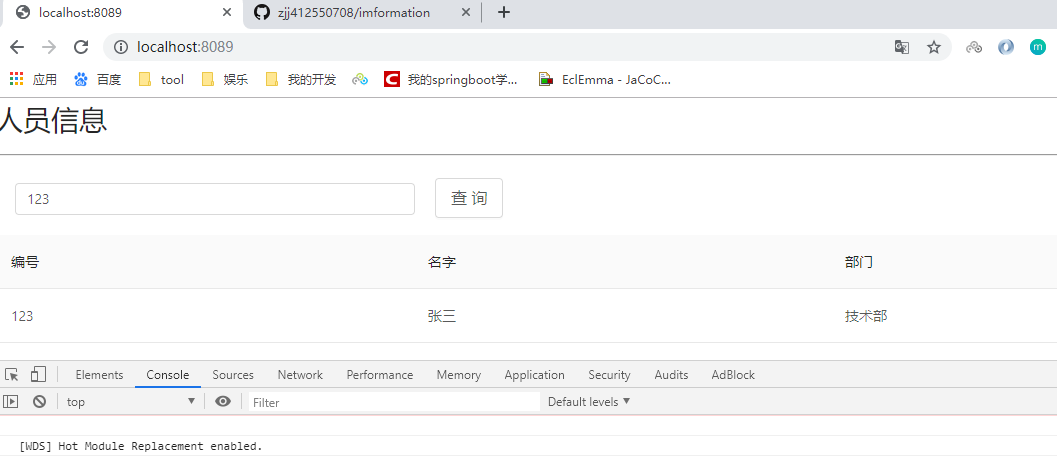 localhost:8089 zjj412550708/imformation
localhost:8089
应用 百度 tool 娱乐 我的开发 我的springboot学... EclEmma - JaCoC...
人员信息
123 查 询
编号 名字 部门
123 张三 技术部
Elements Console Sources Network Performance Memory Application Security Audits AdBlock
top Filter Default levels
[WDS] Hot Module Replacement enabled.